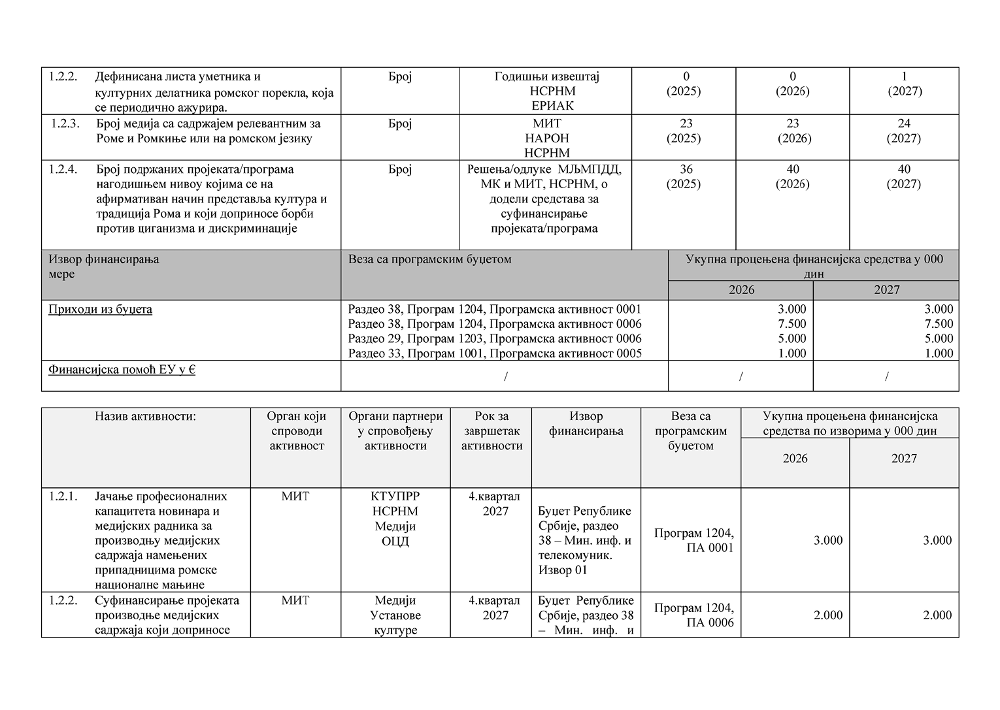 1.2.2. Дефинисана листа уметника и Број Годишњи извештај 0 0 1
културних делатника ромског порекла, која НСРНМ (2025) (2026) (2027)
се периодично ажурира. ЕРИАК
1.2.3. Број медија са садржајем релевантним за Број МИТ 23 23 24
Роме и Ромкиње или на ромском језику НАРОН (2025) (2026) (2027)
НСРНМ
1.2.4. Број подржаних пројеката/програма Број Решења/одлуке МЉМПДД, 36 40 40
нагодишњем нивоу којима се на МК и МИТ, НСРНМ, о (2025) (2026) (2027)
афирмативан начин представља култура и додели средстава за
традиција Рома и који доприносе борби суфинансирање
против циганизма и дискриминације пројеката/програма
Извор финансирања Веза са програмским буџетом Укупна процењена финансијска средства у 000
мере дин
2026 2027
Приходи из буџета Раздео 38, Програм 1204, Програмска активност 0001 3.000 3.000
Раздео 38, Програм 1204, Програмска активност 0006 7.500 7.500
Раздео 29, Програм 1203, Програмска активност 0006 5.000 5.000
Раздео 33, Програм 1001, Програмска активност 0005 1.000 1.000
Финансијска помоћ ЕУ у €
/ / /
Назив активности: Орган који Органи партнери Рок за Извор Веза са Укупна процењена финансијска
спроводи у спровођењу завршетак финансирања програмским средства по изворима у 000 дин
активност активности активности буџетом
2026 2027
1.2.1. Јачање професионалних МИТ КТУПРР 4.квартал
капацитета новинара и НСРНМ 2027 Буџет Републике
медијских радника за Медији Србије, раздео
производњу медијских ОЦД 38 – Мин. инф. и Програм 1204, 3.000 3.000
садржаја намењених телекомуник. ПА 0001
припадницима ромске Извор 01
националне мањине
1.2.2. Суфинансирање пројеката МИТ Медији 4.квартал Буџет Републике Програм 1204,
производње медијских Установе 2027 Србије, раздео 38 ПА 0006 2.000 2.000
садржаја који доприносе културе – Мин. инф. и